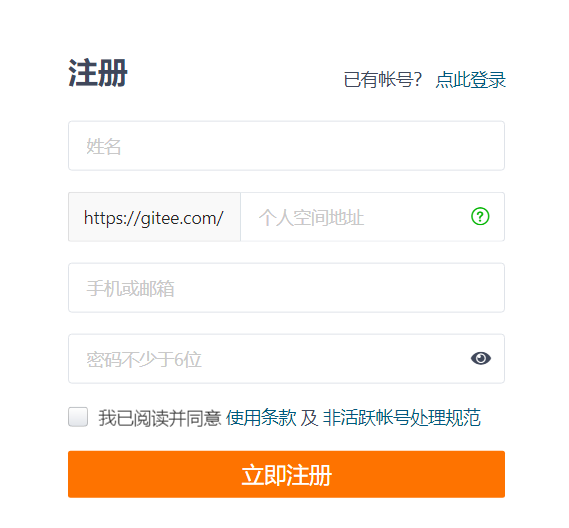 注册
已有帐号? 点此登录
姓名
https://gitee.com/ 个人空间地址
手机或邮箱
密码不少于6位
我已阅读并同意 使用条款 及 非活跃帐号处理规范
立即注册